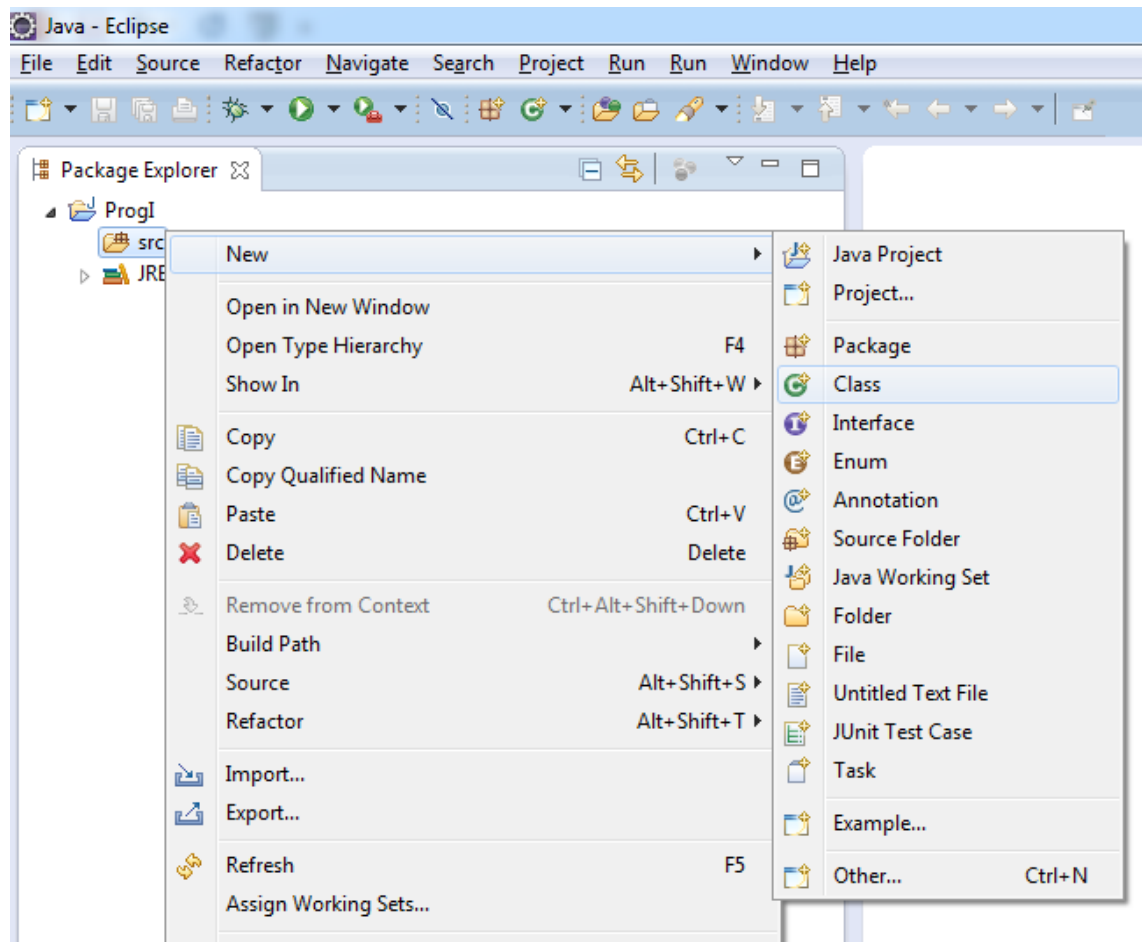 Java - Eclipse
File Edit Source Refactor Navigate Search Project Run Run Window Help
Package Explorer
ProgI
src
JRE
New
Open in New Window
Open Type Hierarchy F4
Show In Alt+Shift+W
Copy Ctrl+C
Copy Qualified Name
Paste Ctrl+V
Delete Delete
Remove from Context Ctrl+Alt+Shift+Down
Build Path
Source Alt+Shift+S
Refactor Alt+Shift+T
Import...
Export...
Refresh F5
Assign Working Sets...
Java Project
Project...
Package
Class
Interface
Enum
Annotation
Source Folder
Java Working Set
Folder
File
Untitled Text File
JUnit Test Case
Task
Example...
Other... Ctrl+N